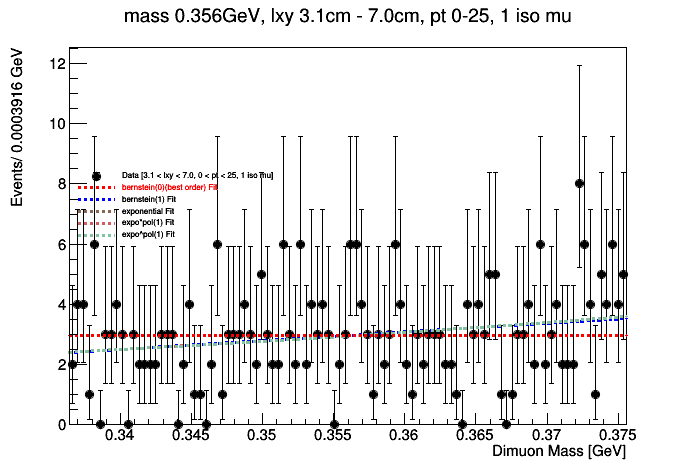 mass 0.356GeV, lxy 3.1cm - 7.0cm, pt 0-25, 1 iso mu
Events/ 0.0003916 GeV
12
10
8
6
4
2
0
Data [3.1 < lxy < 7.0, 0 < pt < 25, 1 iso mu]
bernstein(0)(best order) Fit
bernstein(1) Fit
exponential Fit
expo*pol(1) Fit
expo^pol(1) Fit
0.34 0.345 0.35 0.355 0.36 0.365 0.37 0.375
Dimuon Mass [GeV]